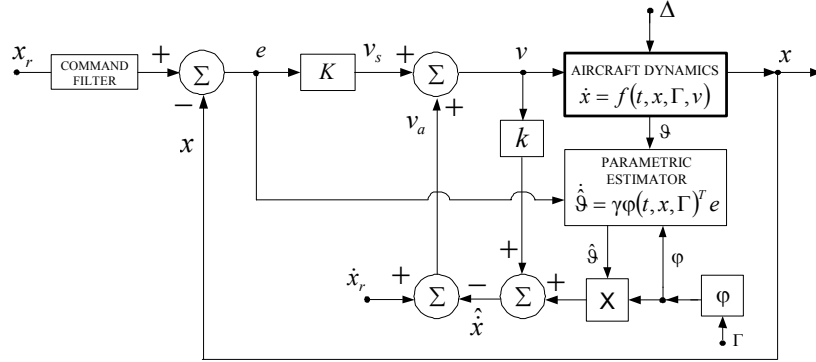 Δ
x_r
COMMAND
FILTER
+
−
Σ
e
K
v_s
+
+
Σ
v
AIRCRAFT DYNAMICS
ẋ = f(t, x, Γ, v)
x
x
v_a
k
ϑ
PARAMETRIC
ESTIMATOR
ϑ̂̇ = γφ(t, x, Γ)^T e
ẋ_r
+
Σ
−
x̂̇
+
Σ
+
ϑ̂
X
φ
φ
Γ